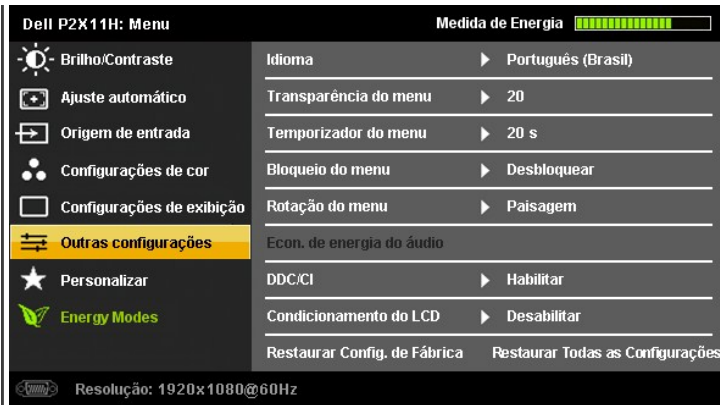 Dell P2X11H: Menu Medida de Energia
Brilho/Contraste
Ajuste automático
Origem de entrada
Configurações de cor
Configurações de exibição
Outras configurações
Personalizar
Energy Modes
Idioma Português (Brasil)
Transparência do menu 20
Temporizador do menu 20 s
Bloqueio do menu Desbloquear
Rotação do menu Paisagem
Econ. de energia do áudio
DDC/CI Habilitar
Condicionamento do LCD Desabilitar
Restaurar Config. de Fábrica Restaurar Todas as Configurações
Resolução: 1920x1080@60Hz